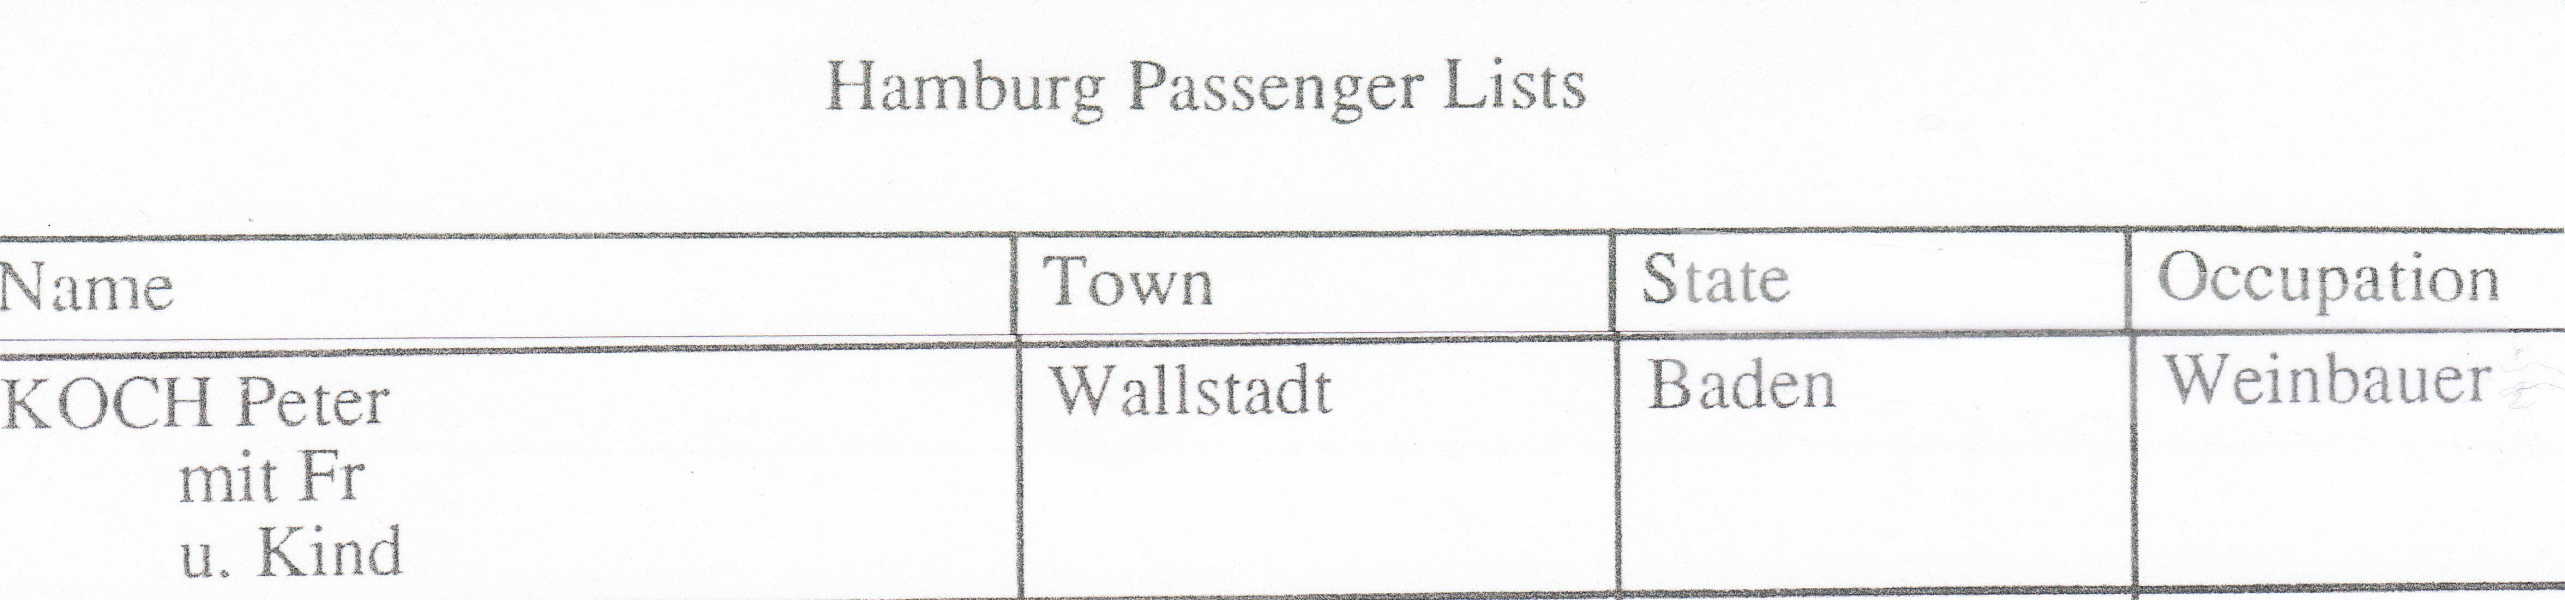 Hamburg Passenger Lists
Name Town State Occupation
KOCH Peter Wallstadt Baden Weinbauer
mit Fr
u. Kind